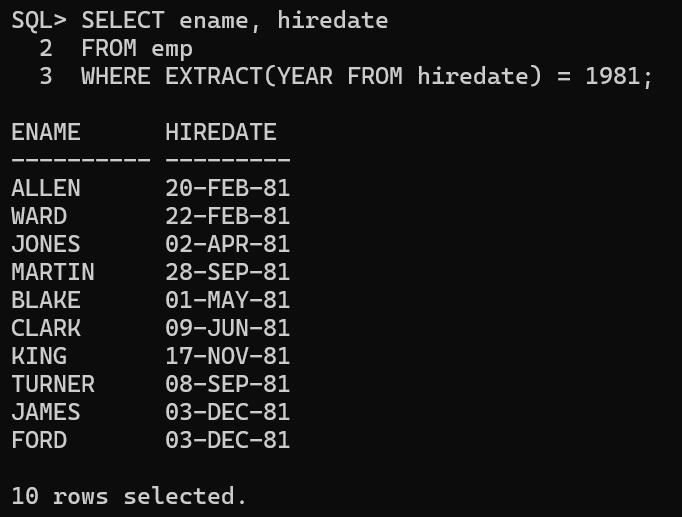 SQL> SELECT ename, hiredate
  2  FROM emp
  3  WHERE EXTRACT(YEAR FROM hiredate) = 1981;

ENAME      HIREDATE
---------- ---------
ALLEN      20-FEB-81
WARD       22-FEB-81
JONES      02-APR-81
MARTIN     28-SEP-81
BLAKE      01-MAY-81
CLARK      09-JUN-81
KING       17-NOV-81
TURNER     08-SEP-81
JAMES      03-DEC-81
FORD       03-DEC-81

10 rows selected.